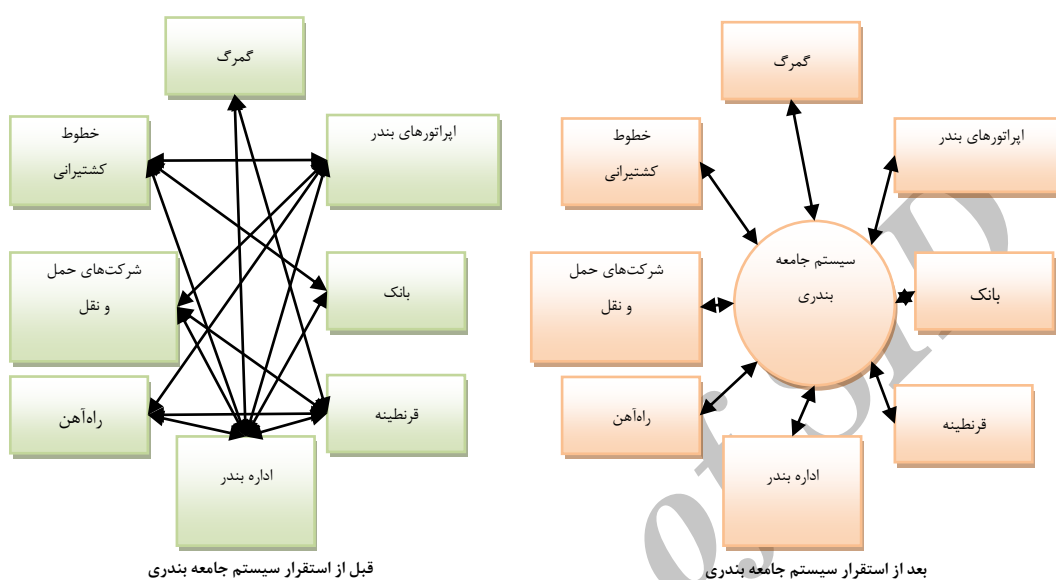 گمرگ
اپراتورهای بندر
خطوط
کشتیرانی
بانک
شرکت‌های حمل
و نقل
قرنطینه
راه‌آهن
اداره بندر
قبل از استقرار سیستم جامعه بندری
گمرگ
اپراتورهای بندر
خطوط
کشتیرانی
سیستم جامعه
بندری
بانک
شرکت‌های حمل
و نقل
قرنطینه
راه‌آهن
اداره بندر
بعد از استقرار سیستم جامعه بندری